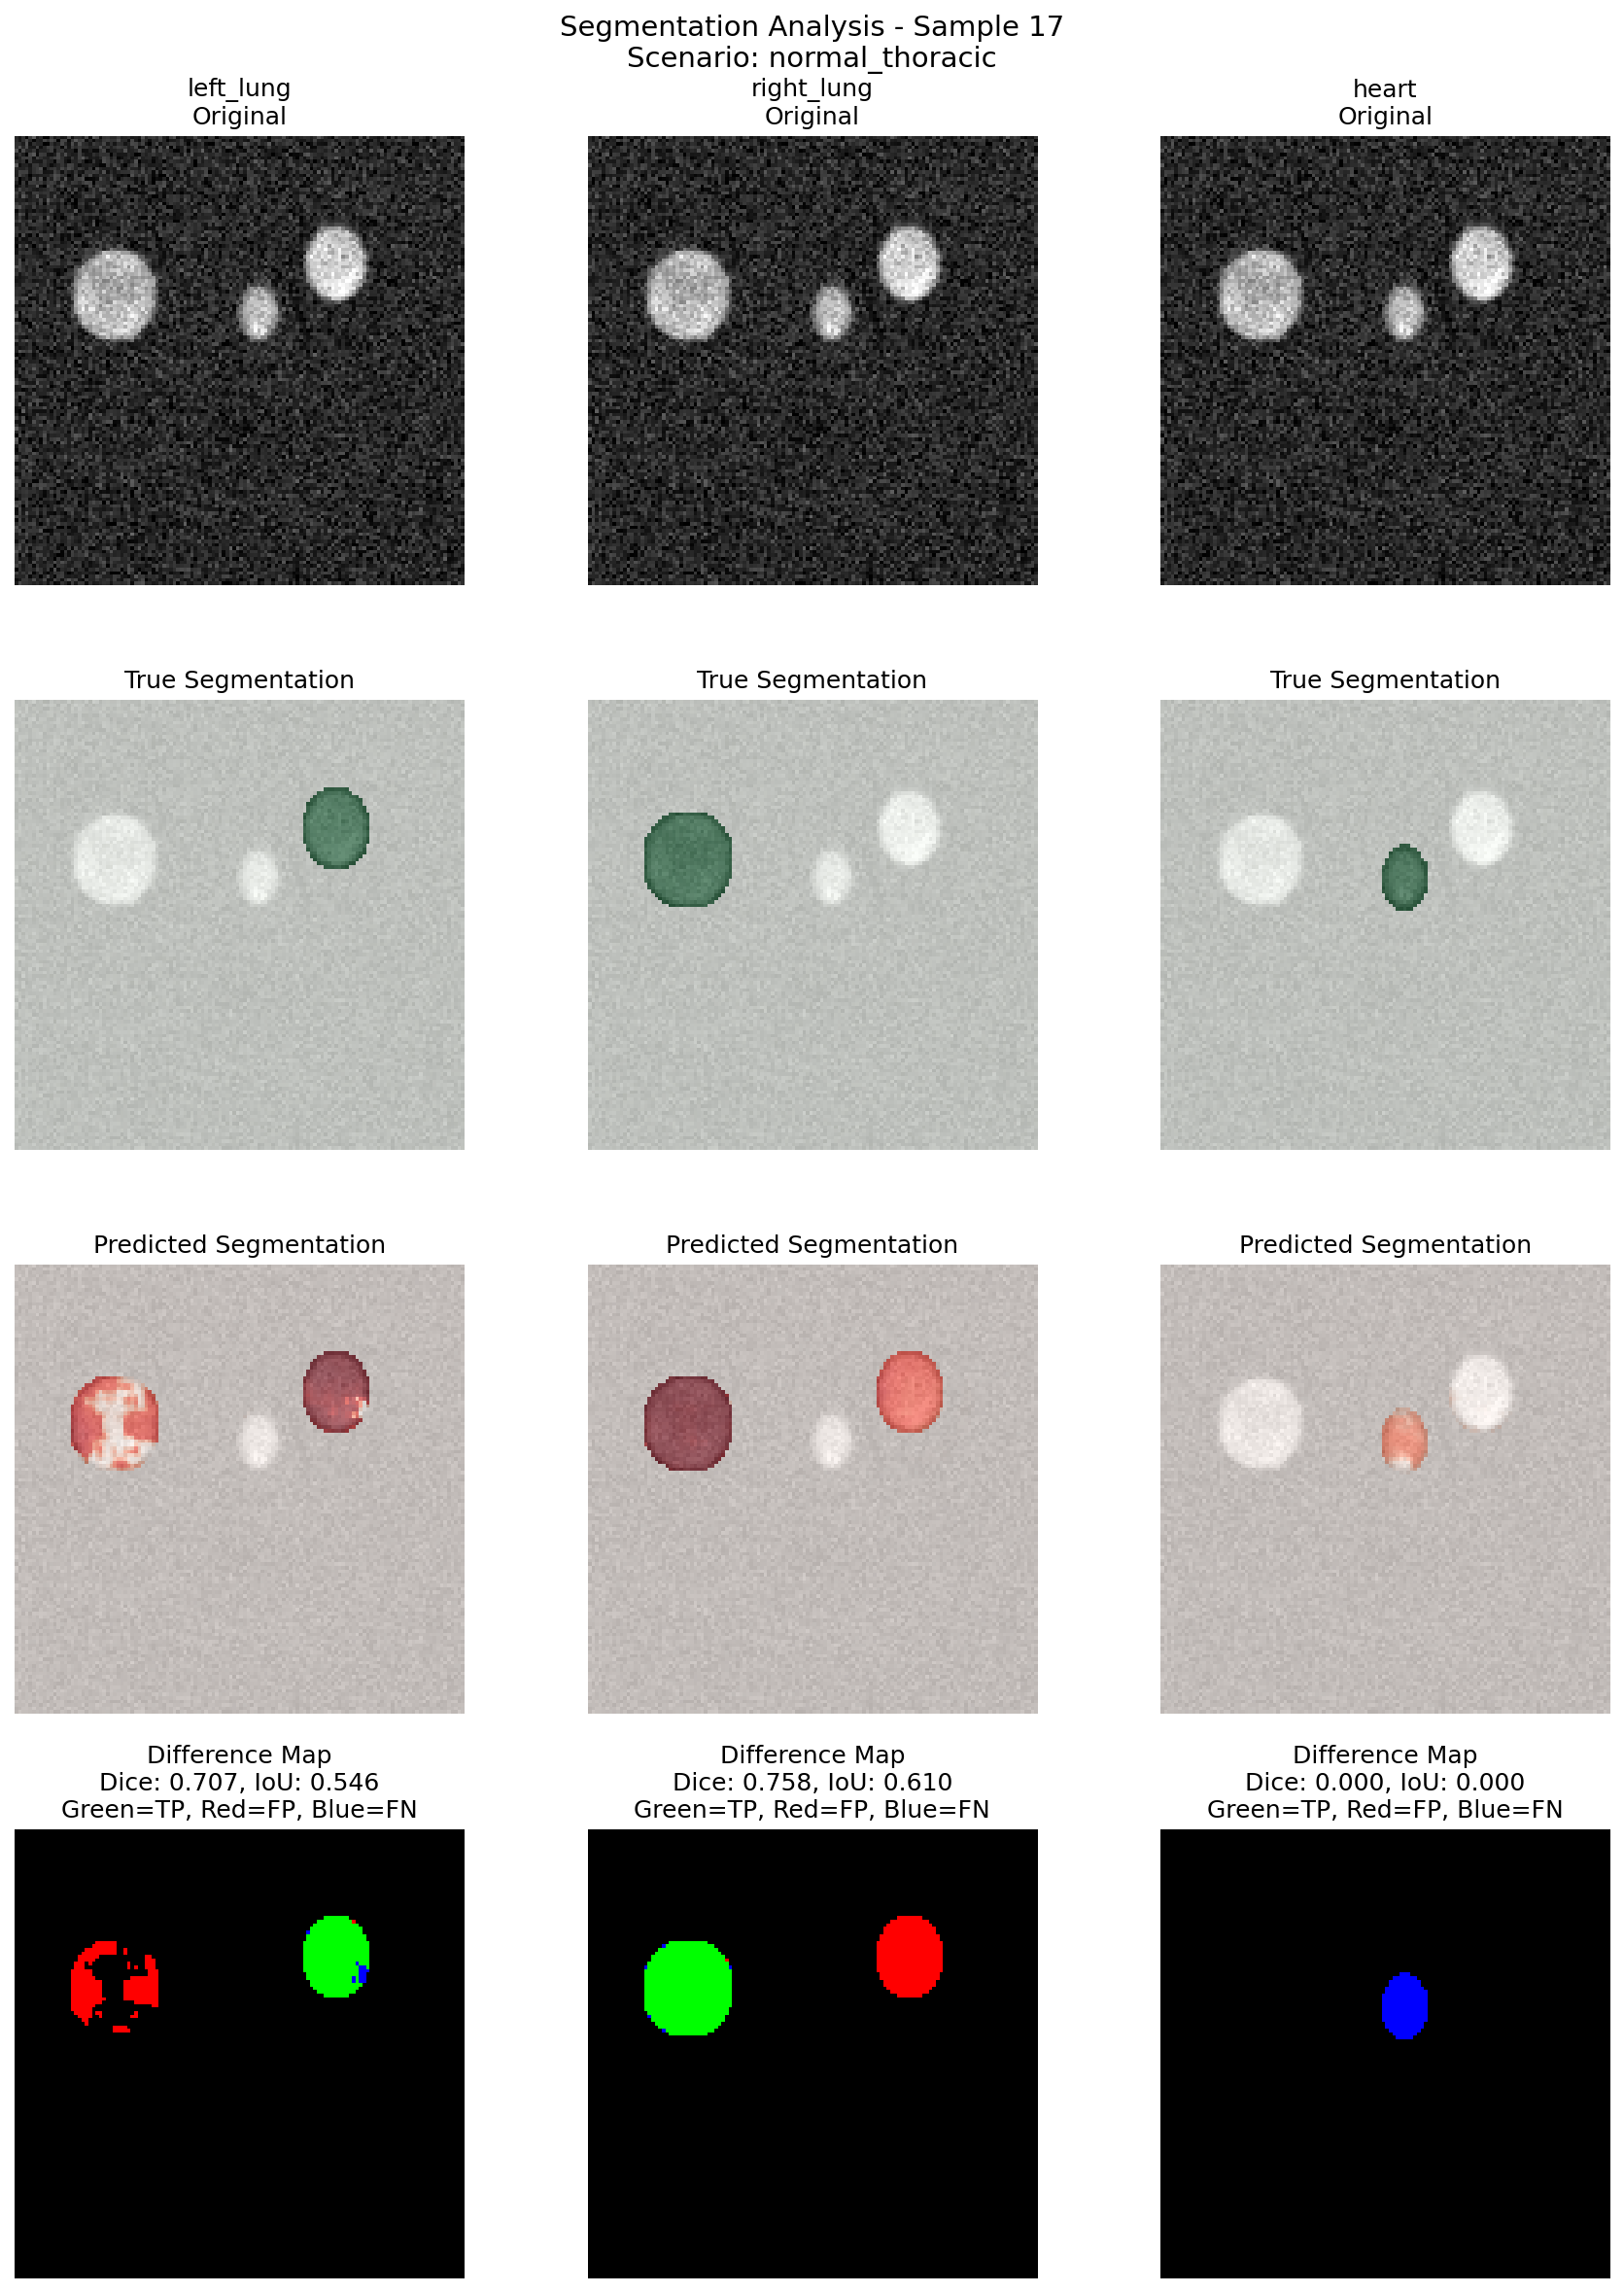 Segmentation Analysis - Sample 17
Scenario: normal_thoracic
left_lung
Original
right_lung
Original
heart
Original
True Segmentation
True Segmentation
True Segmentation
Predicted Segmentation
Predicted Segmentation
Predicted Segmentation
Difference Map
Dice: 0.707, IoU: 0.546
Green=TP, Red=FP, Blue=FN
Difference Map
Dice: 0.758, IoU: 0.610
Green=TP, Red=FP, Blue=FN
Difference Map
Dice: 0.000, IoU: 0.000
Green=TP, Red=FP, Blue=FN